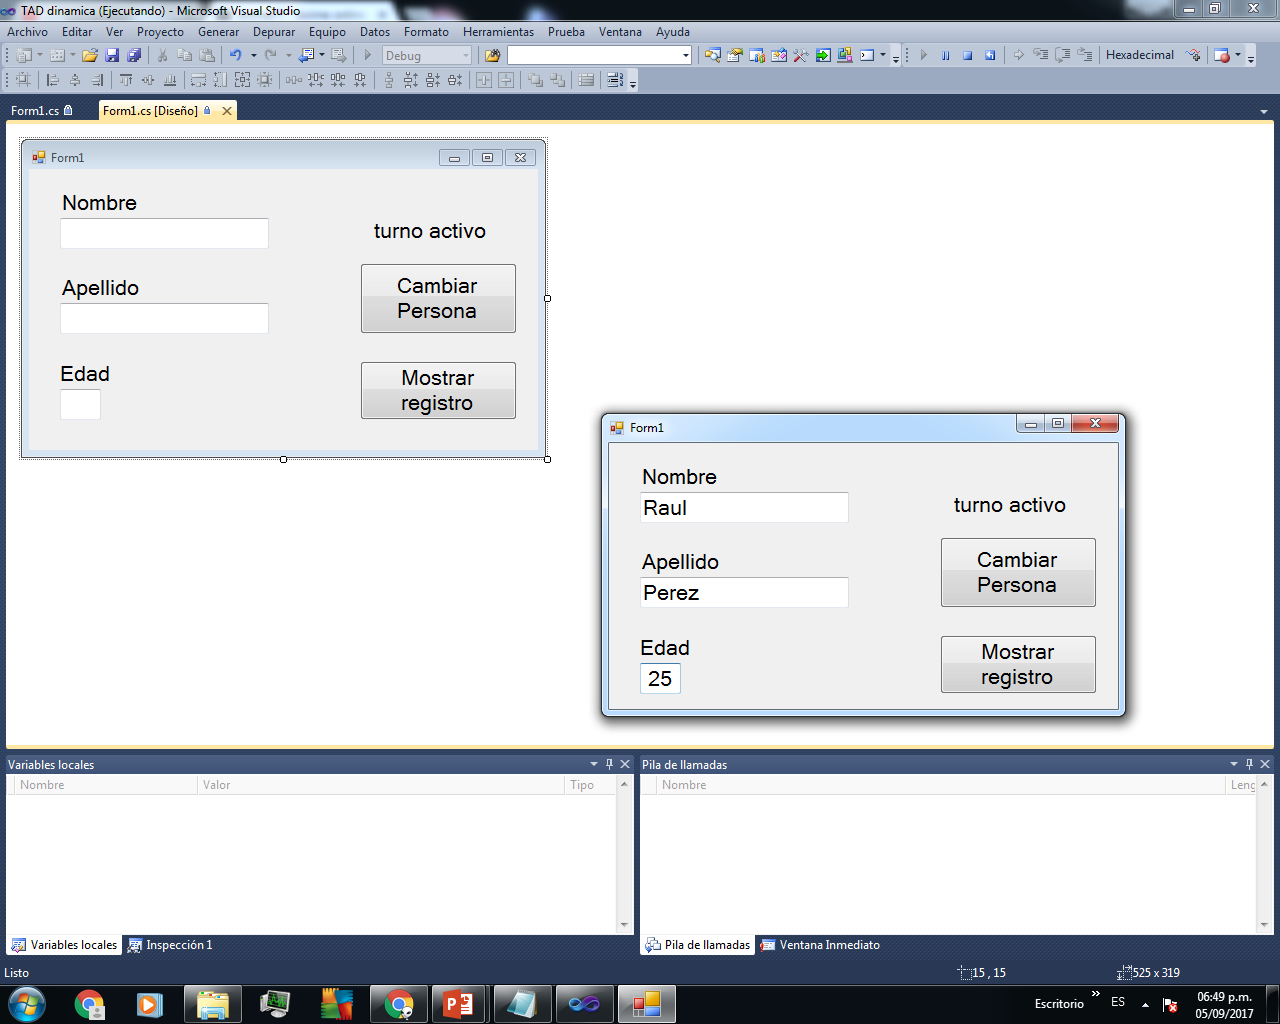 TAD dinamica (Ejecutando) - Microsoft Visual Studio
Archivo Editar Ver Proyecto Generar Depurar Equipo Datos Formato Herramientas Prueba Ventana Ayuda
Debug
Hexadecimal
Form1.cs
Form1.cs [Diseño]
Form1
Nombre
turno activo
Apellido
Cambiar
Persona
Edad
Mostrar
registro
Form1
Nombre
Raul
turno activo
Apellido
Perez
Cambiar
Persona
Edad
25
Mostrar
registro
Variables locales
Nombre Valor Tipo
Pila de llamadas
Nombre Leng
Variables locales Inspección 1
Pila de llamadas Ventana Inmediato
Listo
15 , 15
525 x 319
Escritorio
»
ES
06:49 p.m.
05/09/2017